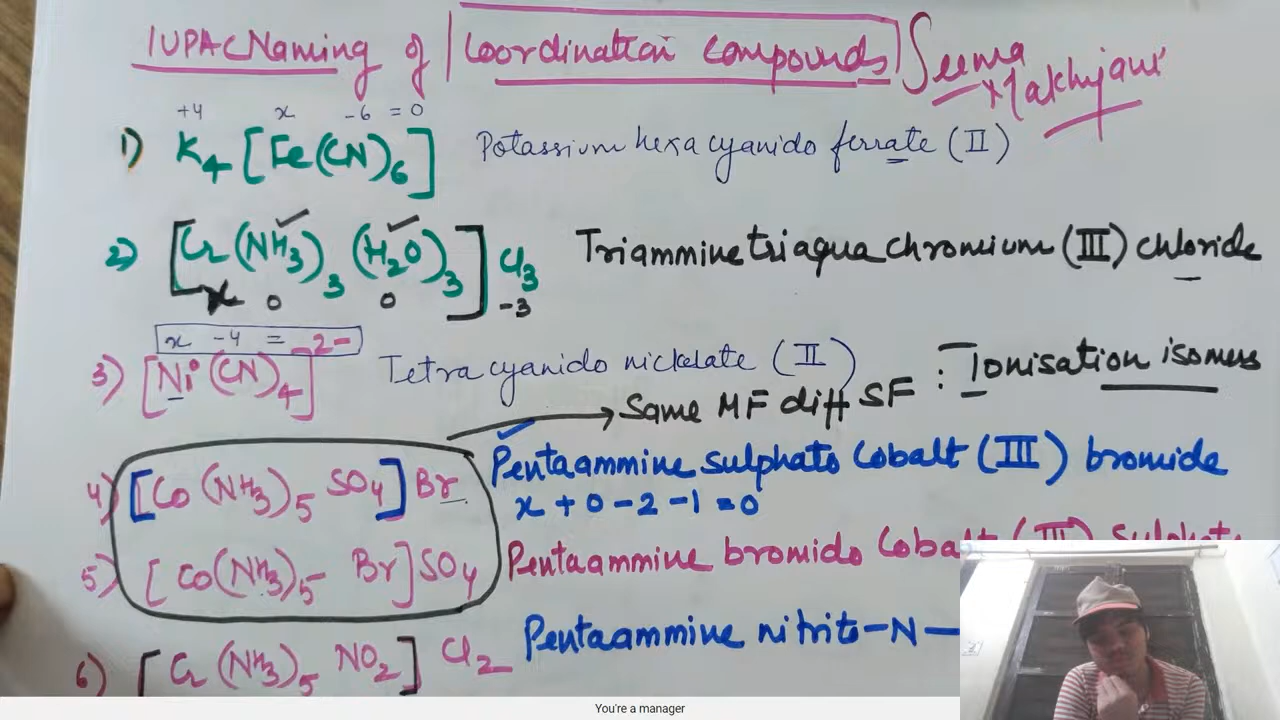 IUPAC Naming of Coordination Compounds Seema Makhijani
+4 x -6 = 0
1) K4 [Fe(CN)6] Potassium hexa cyanido ferrate (II)
2) [Cr(NH3)3 (H2O)3] Cl3 Triammine triaqua chromium (III) chloride
x 0 0 -3
x -4 = -2-
3) [Ni(CN)4] Tetra cyanido nickelate (II)
→ Same MF diff SF : Ionisation isomers
4) [Co(NH3)5 SO4] Br Pentaammine sulphato Cobalt (III) bromide
x + 0 - 2 - 1 = 0
5) [Co(NH3)5 Br] SO4 Pentaammine bromido Cobalt (III)
6) [Cr(NH3)5 NO2] Cl2 Pentaammine nitrito-N-
You're a manager